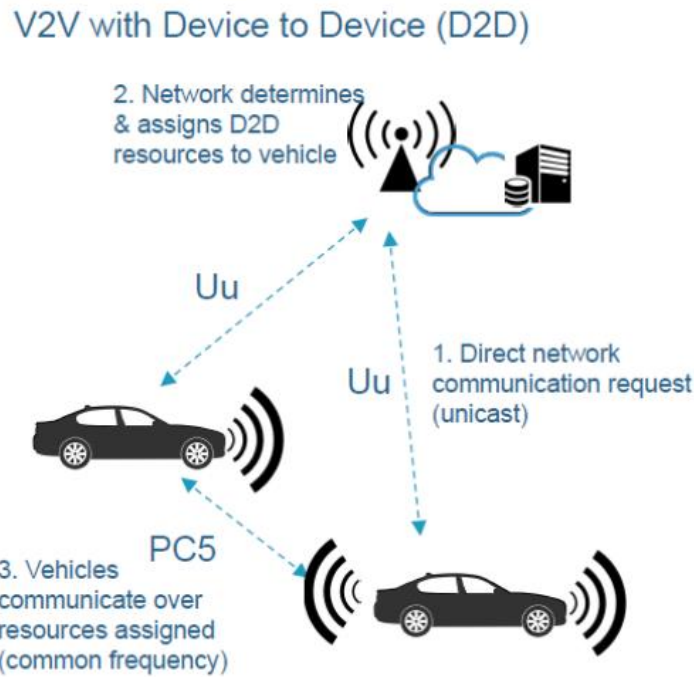 V2V with Device to Device (D2D)
2. Network determines
& assigns D2D
resources to vehicle
Uu
Uu
1. Direct network
communication request
(unicast)
PC5
3. Vehicles
communicate over
resources assigned
(common frequency)